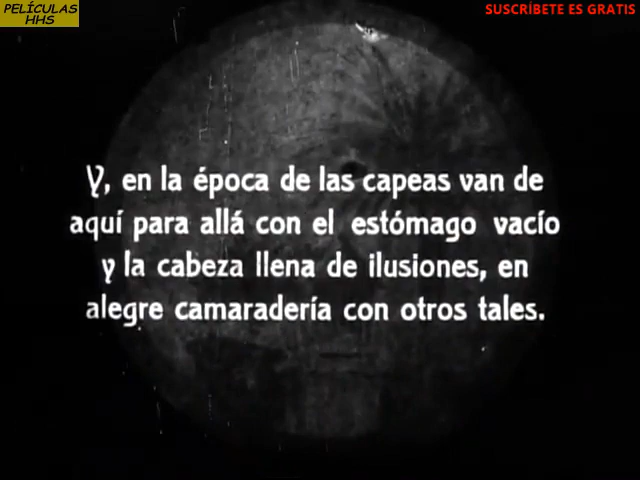 PELÍCULAS
HHS
SUSCRÍBETE ES GRATIS
Y, en la época de las capeas van de
aquí para allá con el estómago vacío
y la cabeza llena de ilusiones, en
alegre camaradería con otros tales.